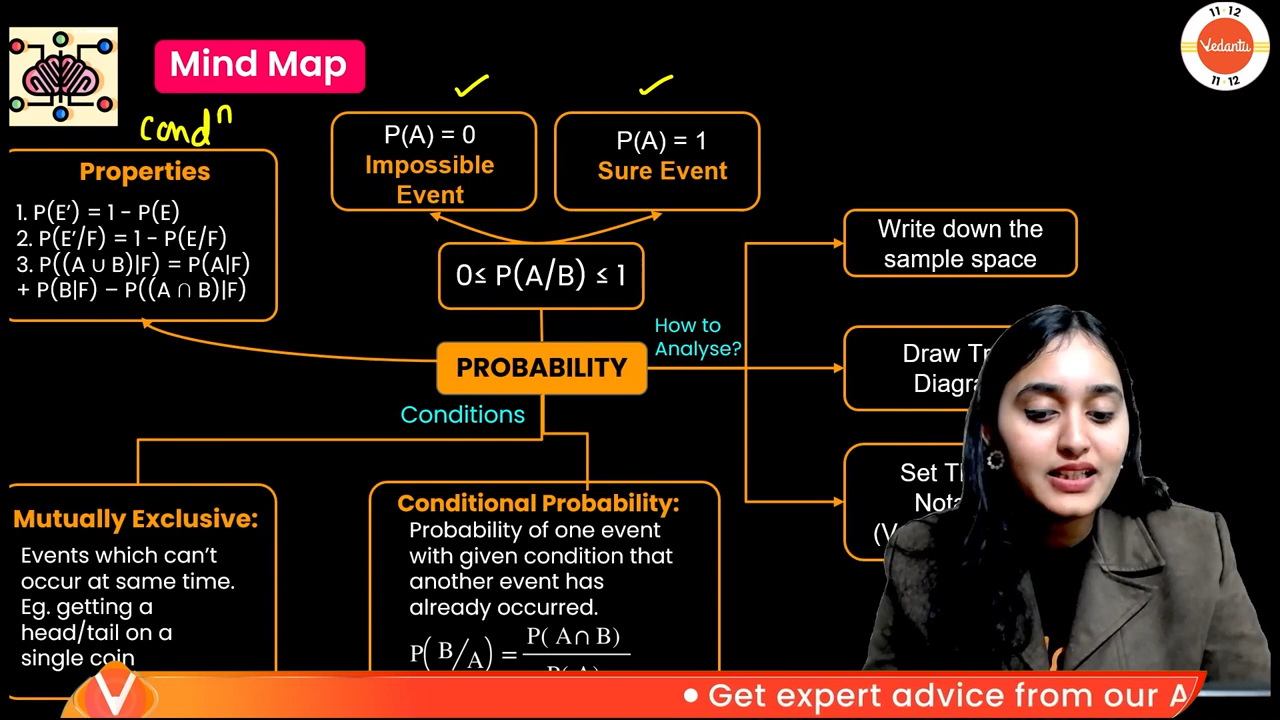 Mind Map
11 12
Vedantu
11 12
condⁿ
Properties
1. P(E') = 1 - P(E)
2. P(E'/F) = 1 - P(E/F)
3. P((A ∪ B)|F) = P(A|F)
+ P(B|F) – P((A ∩ B)|F)
P(A) = 0
Impossible
Event
P(A) = 1
Sure Event
0≤ P(A/B) ≤ 1
PROBABILITY
How to
Analyse?
Write down the
sample space
Draw
Set
Conditions
Mutually Exclusive:
Events which can't
occur at same time.
Eg. getting a
head/tail on a
single coin
Conditional Probability:
Probability of one event
with given condition that
another event has
already occurred.
P(B/A) = P(A∩B)
Get expert advice from our A